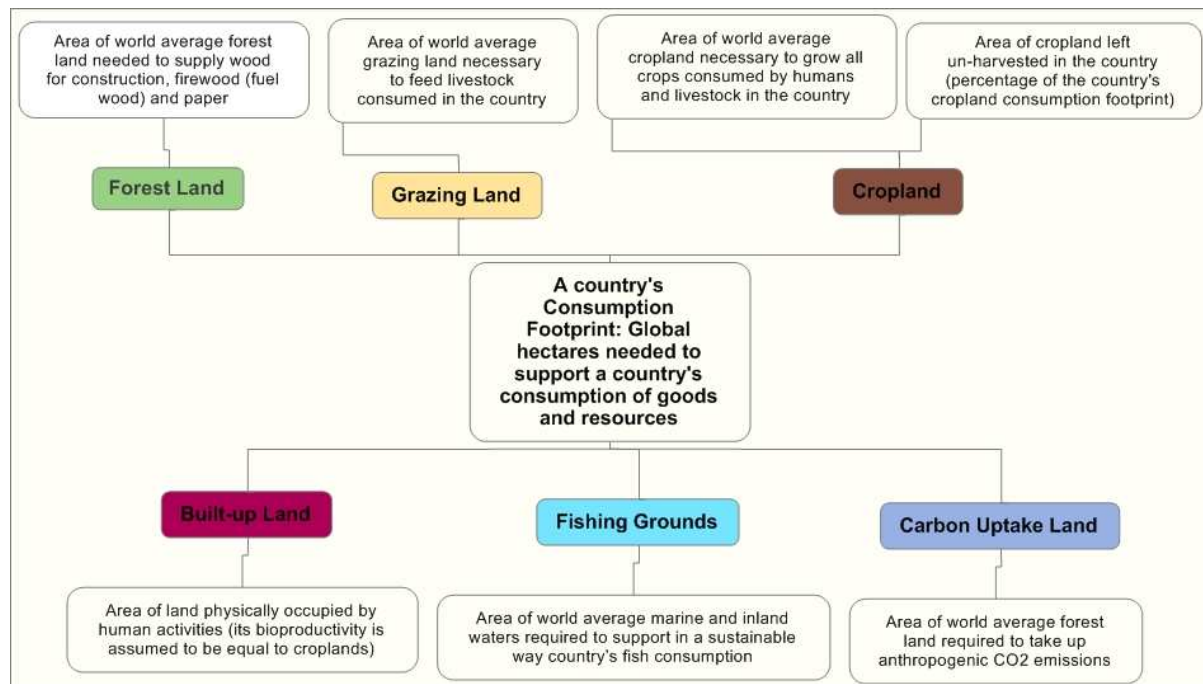 Area of world average forest
land needed to supply wood
for construction, firewood (fuel
wood) and paper
Area of world average
grazing land necessary
to feed livestock
consumed in the country
Area of world average
cropland necessary to grow all
crops consumed by humans
and livestock in the country
Area of cropland left
un-harvested in the country
(percentage of the country's
cropland consumption footprint)
Forest Land
Grazing Land
Cropland
A country's
Consumption
Footprint: Global
hectares needed to
support a country's
consumption of goods
and resources
Built-up Land
Fishing Grounds
Carbon Uptake Land
Area of land physically occupied by
human activities (its bioproductivity is
assumed to be equal to croplands)
Area of world average marine and inland
waters required to support in a sustainable
way country's fish consumption
Area of world average forest
land required to take up
anthropogenic CO2 emissions